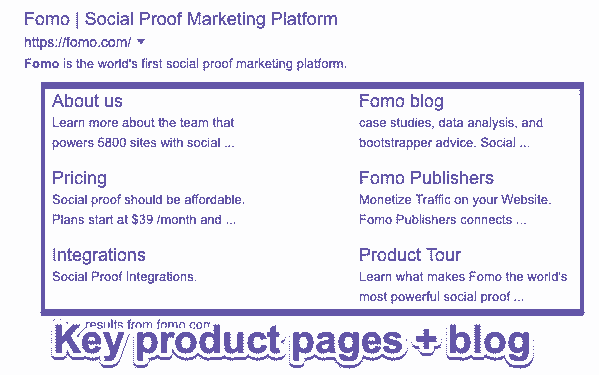 Fomo | Social Proof Marketing Platform
https://fomo.com/
Fomo is the world's first social proof marketing platform.
About us
Learn more about the team that
powers 5800 sites with social ...
Fomo blog
case studies, data analysis, and
bootstrapper advice. Social ...
Pricing
Social proof should be affordable.
Plans start at $39 /month and ...
Fomo Publishers
Monetize Traffic on your Website.
Fomo Publishers connects ...
Integrations
Social Proof Integrations.
Product Tour
Learn what makes Fomo the world's
most powerful social proof ...
results from fomo.com
Key product pages + blog